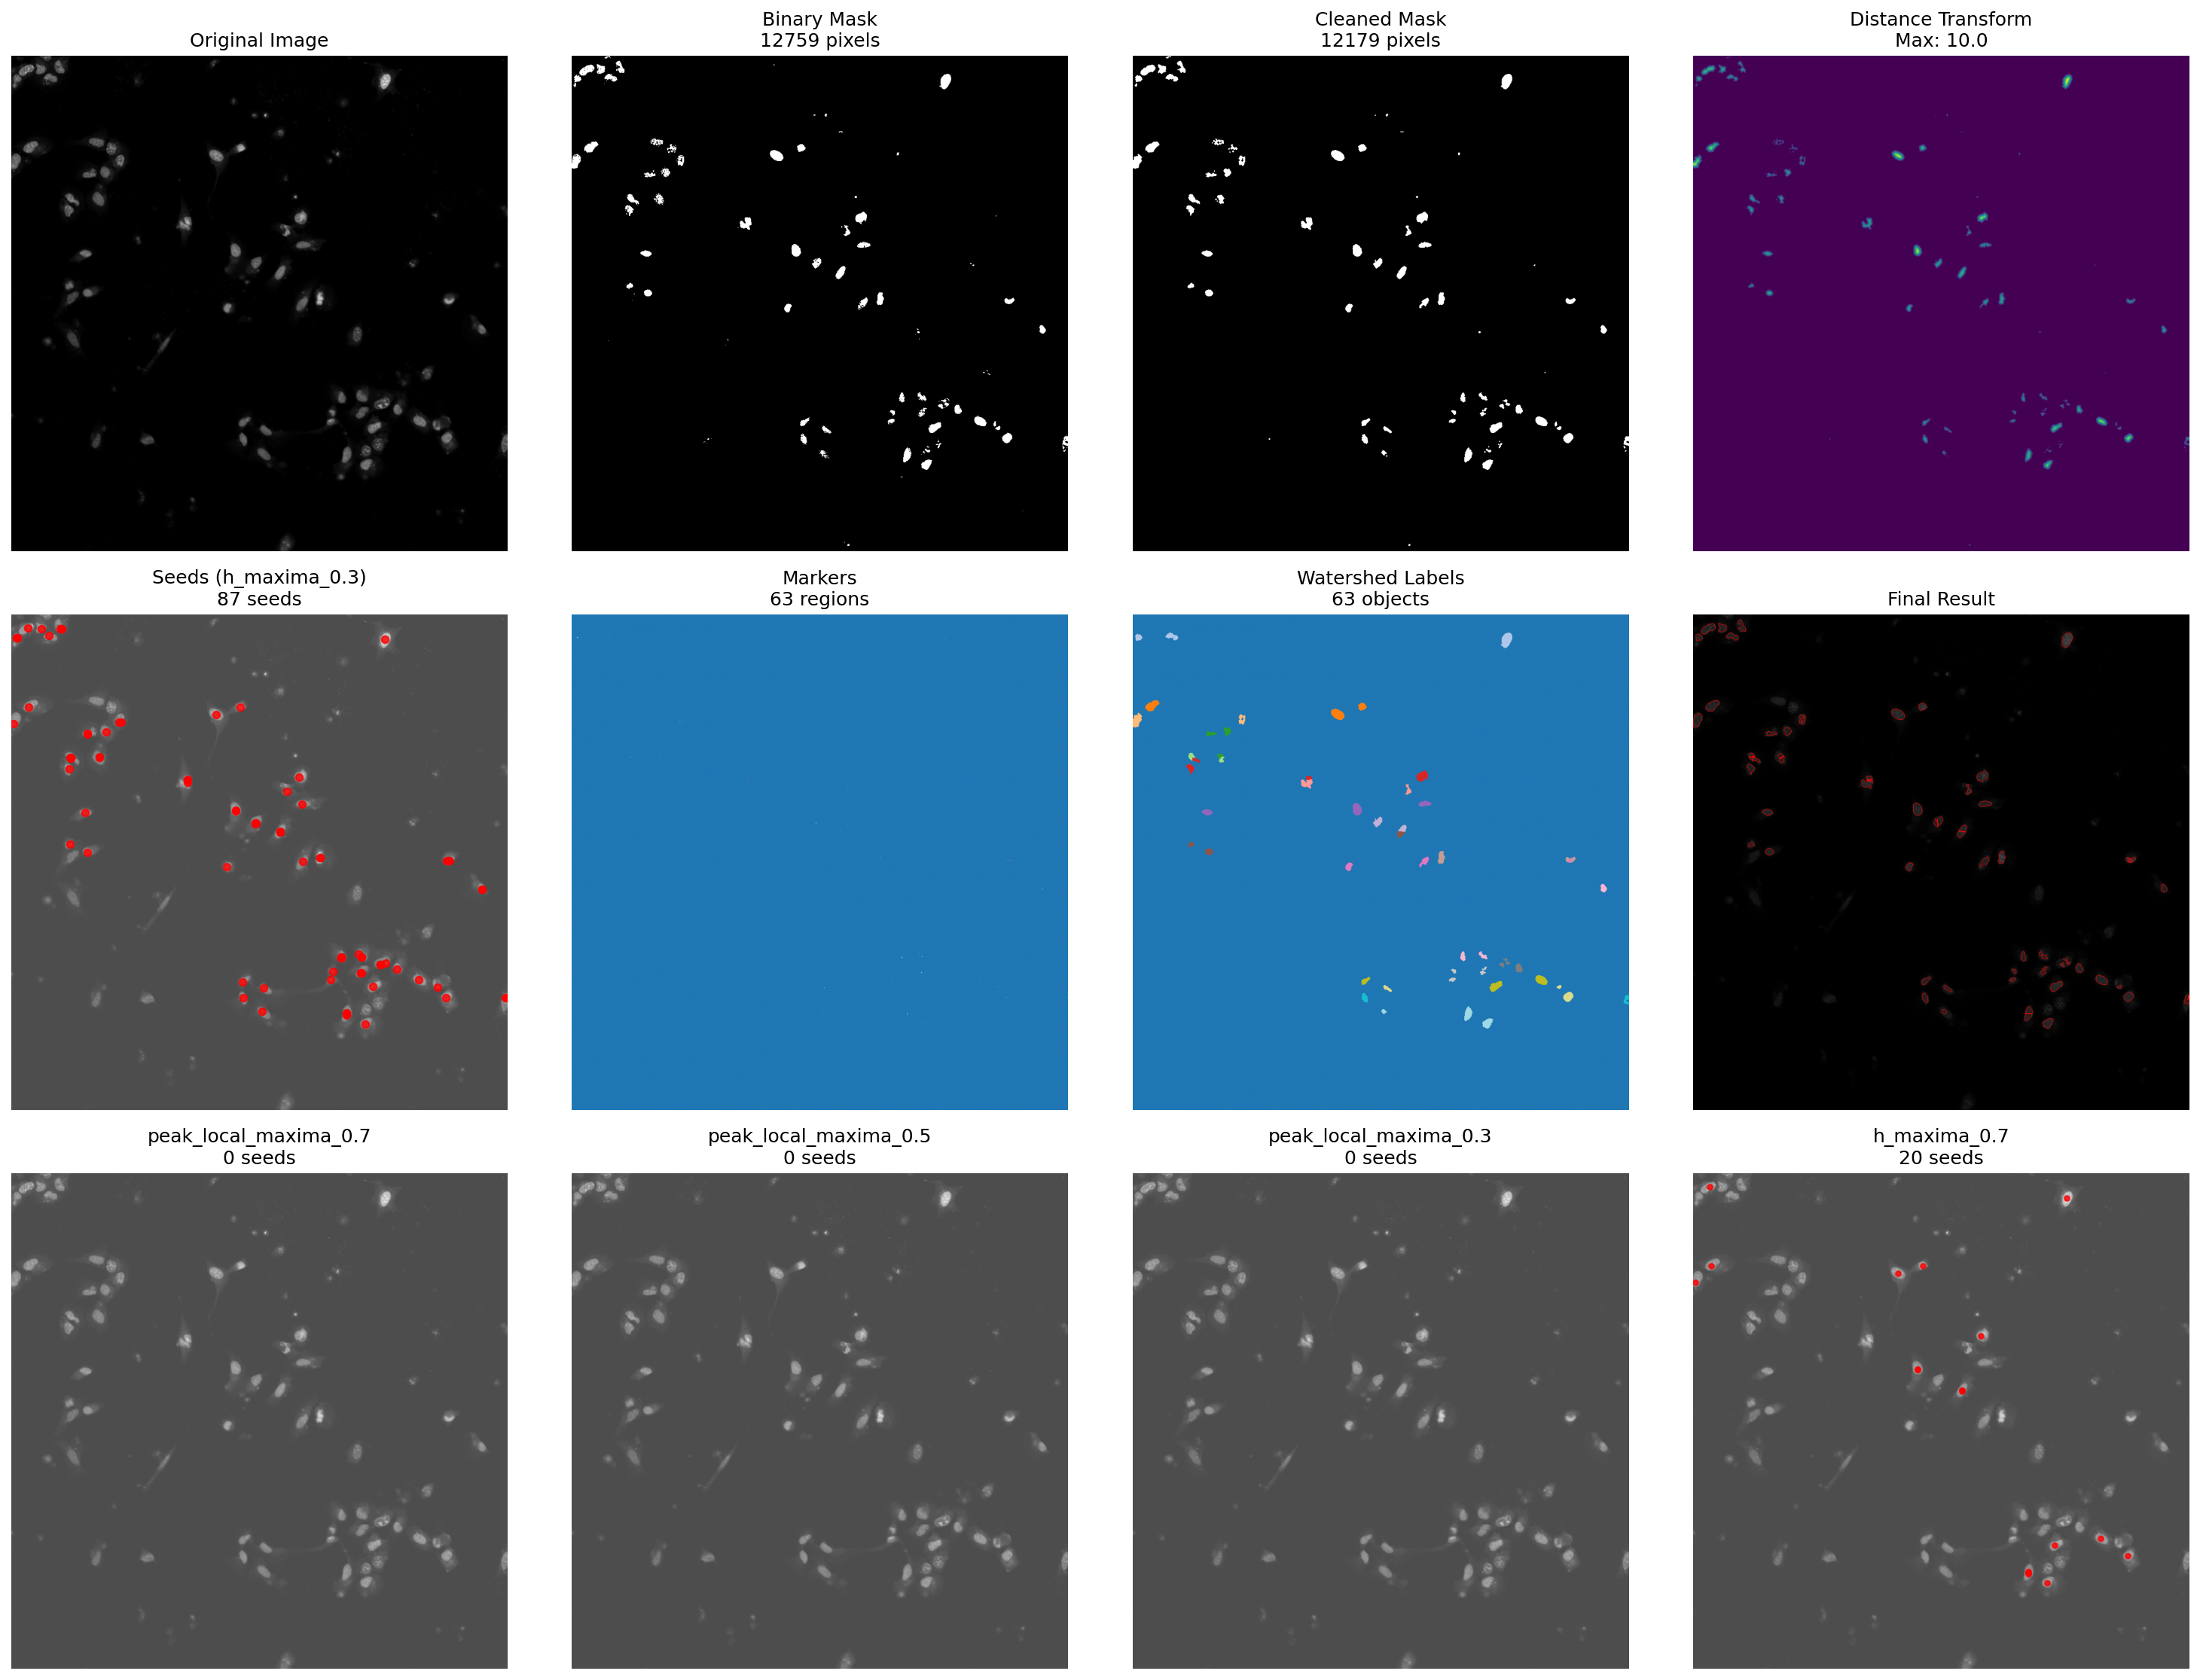 Original Image
Binary Mask
12759 pixels
Cleaned Mask
12179 pixels
Distance Transform
Max: 10.0
Seeds (h_maxima_0.3)
87 seeds
Markers
63 regions
Watershed Labels
63 objects
Final Result
peak_local_maxima_0.7
0 seeds
peak_local_maxima_0.5
0 seeds
peak_local_maxima_0.3
0 seeds
h_maxima_0.7
20 seeds